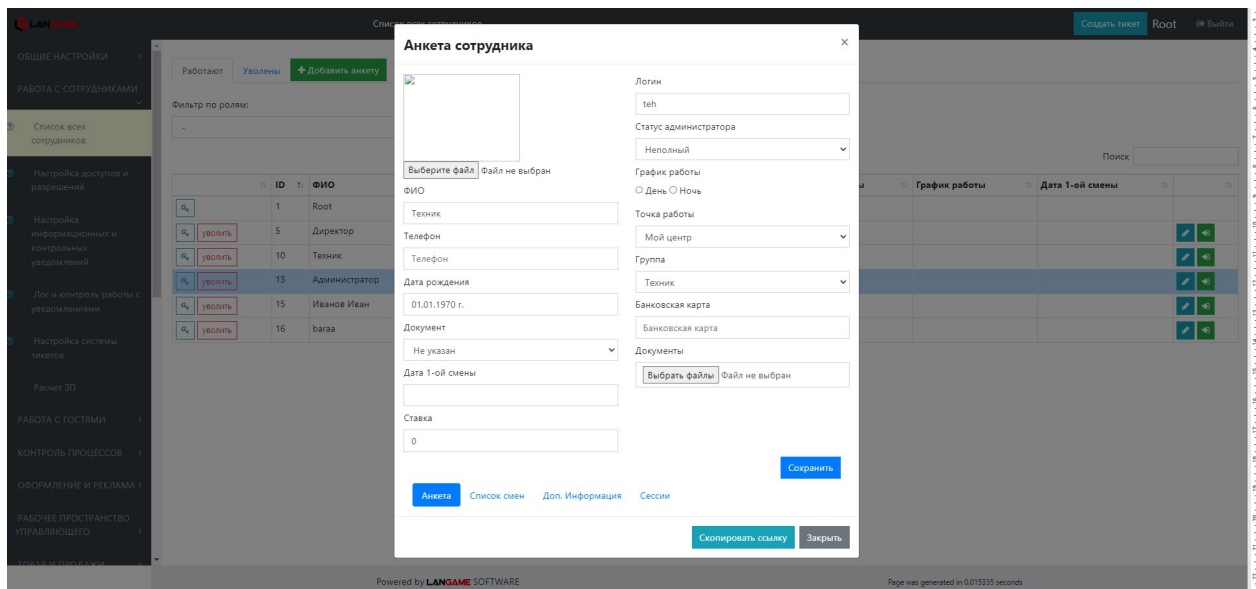 LANGAME
Список всех сотрудников
Создать тикет Root Выйти
ОБЩИЕ НАСТРОЙКИ
РАБОТА С СОТРУДНИКАМИ
Список всех
сотрудников
Настройка доступов и
разрешений
Настройка
информационных и
контрольных
уведомлений
Лог и контроль работы с
уведомлениями
Настройка системы
тикетов
Расчет ЗП
РАБОТА С ГОСТЯМИ
КОНТРОЛЬ ПРОЦЕССОВ
ОФОРМЛЕНИЕ И РЕКЛАМА
РАБОЧЕЕ ПРОСТРАНСТВО
УПРАВЛЯЮЩЕГО
ТОВАР И ПРОДАЖИ
Работают Уволены + Добавить анкету
Фильтр по ролям:
-
Поиск
ID ФИО График работы Дата 1-ой смены
1 Root
уволить 5 Директор
уволить 10 Техник
уволить 13 Администратор
уволить 15 Иванов Иван
уволить 16 baraa
Анкета сотрудника ×
Выберите файл Файл не выбран
ФИО
Техник
Телефон
Телефон
Дата рождения
01.01.1970 г.
Документ
Не указан
Дата 1-ой смены
Ставка
0
Логин
teh
Статус администратора
Неполный
График работы
День Ночь
Точка работы
Мой центр
Группа
Техник
Банковская карта
Банковская карта
Документы
Выбрать файлы Файл не выбран
Сохранить
Анкета Список смен Доп. Информация Сессии
Скопировать ссылку Закрыть
Powered by LANGAME SOFTWARE
Page was generated in 0.015335 seconds